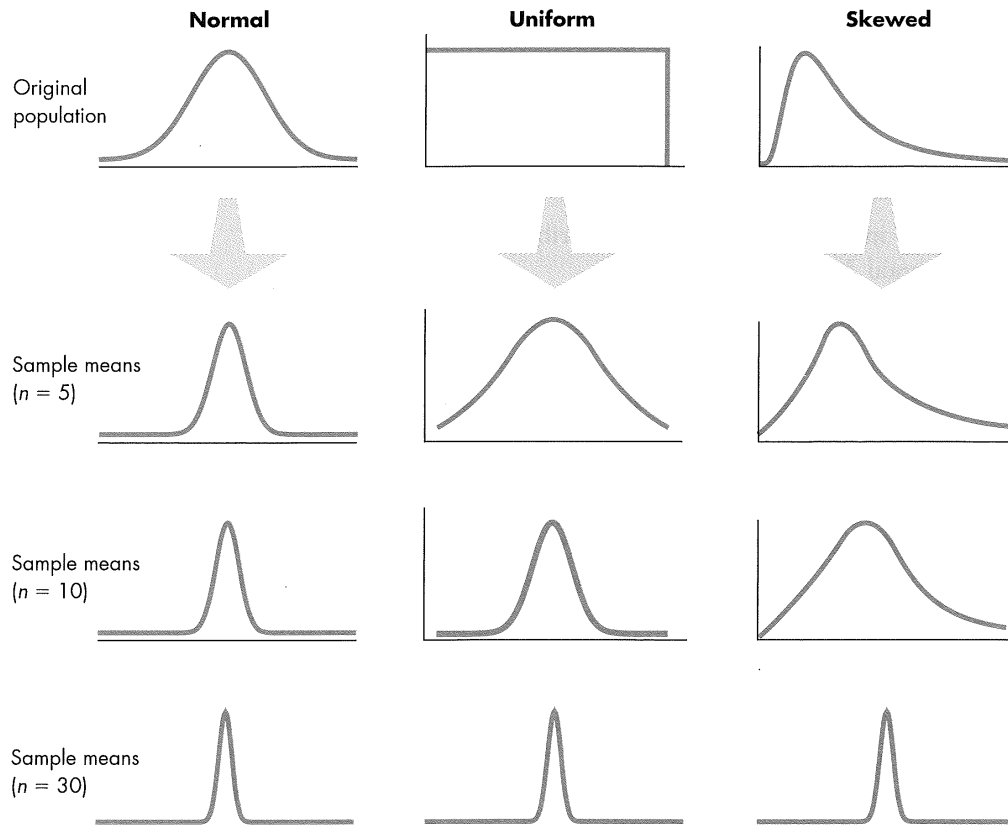 Normal
Uniform
Skewed
Original
population
Sample means
(n = 5)
Sample means
(n = 10)
Sample means
(n = 30)